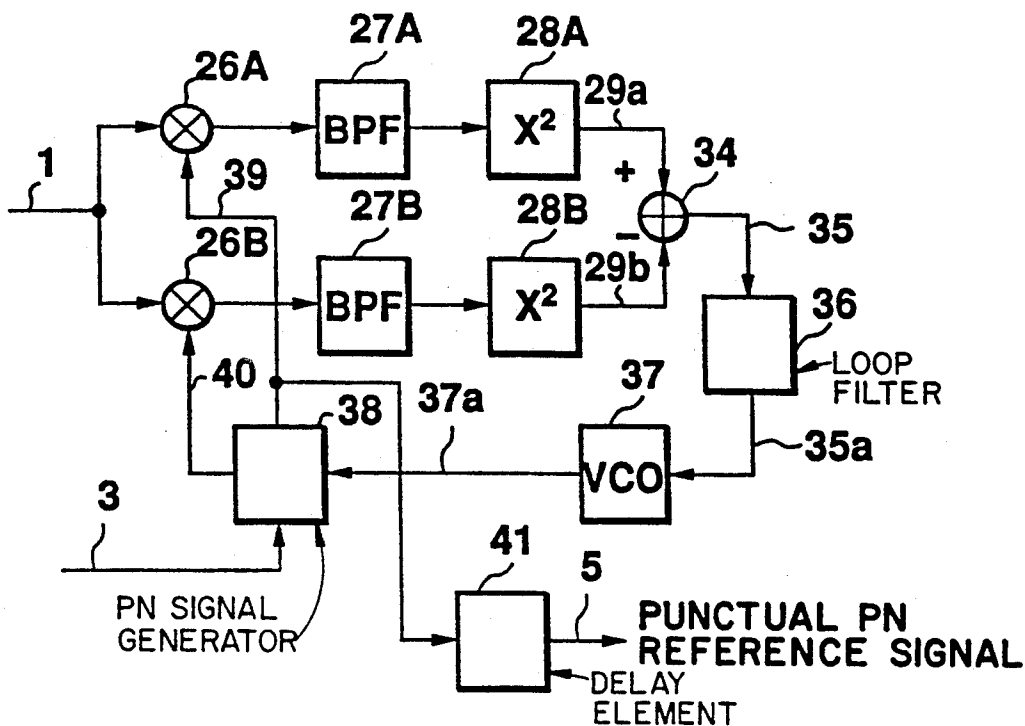 27A
28A
26A
29a
BPF
X²
34
+
1
39
27B
28B
35
26B
−
29b
BPF
X²
36
LOOP
FILTER
40
38
37a
37
35a
VCO
3
41
5
PN SIGNAL
GENERATOR
PUNCTUAL PN
REFERENCE SIGNAL
DELAY
ELEMENT